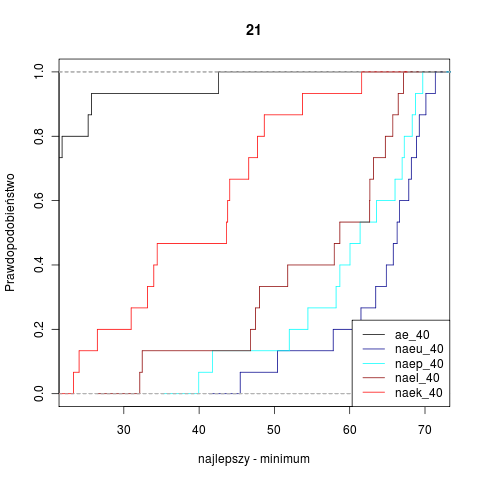 21
Prawdopodobieństwo
1.0
0.8
0.6
0.4
0.2
0.0
ae_40
naeu_40
naep_40
nael_40
naek_40
30 40 50 60 70
najlepszy - minimum